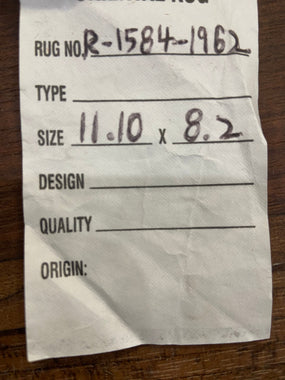 RUG NO. R-1584-1962
TYPE
SIZE 11.10 X 8.2
DESIGN
QUALITY
ORIGIN: